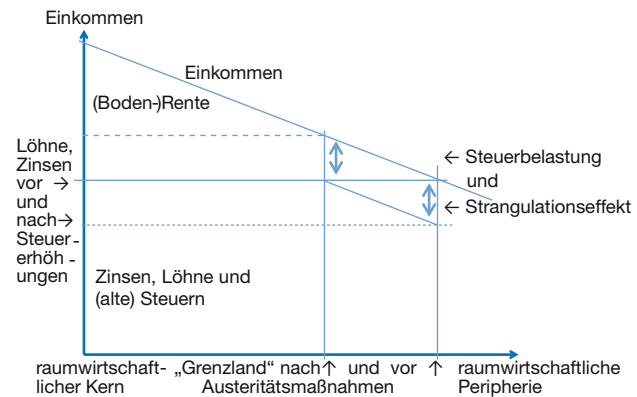 Einkommen
Einkommen
(Boden-)Rente
Löhne,
Zinsen
vor →
und
nach→
Steuer-
erhöh -
ungen
← Steuerbelastung
und
← Strangulationseffekt
Zinsen, Löhne und
(alte) Steuern
raumwirtschaft-
licher Kern
„Grenzland“ nach↑ und vor ↑
Austeritätsmaßnahmen
raumwirtschaftliche
Peripherie